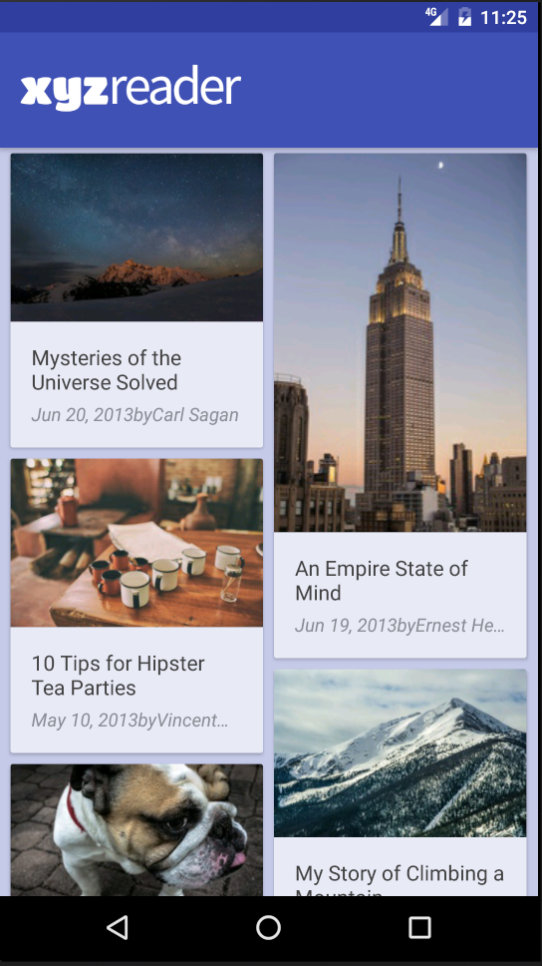 4G 11:25
xyzreader
Mysteries of the
Universe Solved
Jun 20, 2013byCarl Sagan
An Empire State of
Mind
Jun 19, 2013byErnest He…
10 Tips for Hipster
Tea Parties
May 10, 2013byVincent…
My Story of Climbing a
Mountain